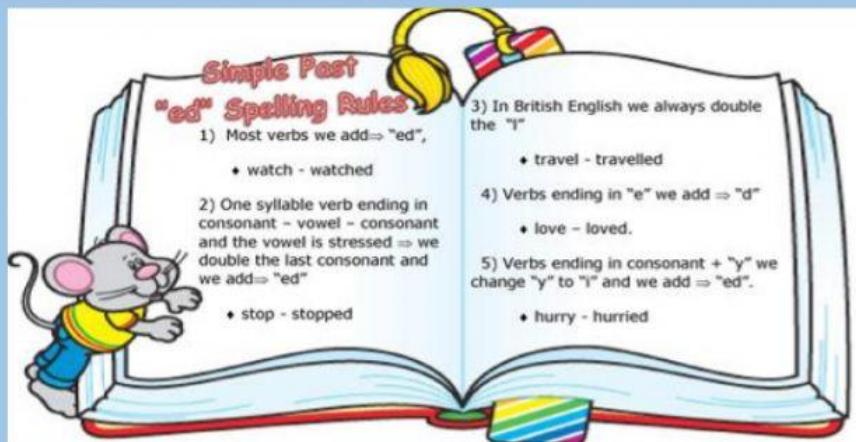 Simple Past
"ed" Spelling Rules
1) Most verbs we add⇒ "ed",
♦ watch - watched
2) One syllable verb ending in
consonant – vowel – consonant
and the vowel is stressed ⇒ we
double the last consonant and
we add⇒ "ed"
♦ stop - stopped
3) In British English we always double
the "l"
♦ travel - travelled
4) Verbs ending in "e" we add ⇒ "d"
♦ love – loved.
5) Verbs ending in consonant + "y" we
change "y" to "i" and we add ⇒ "ed".
♦ hurry - hurried